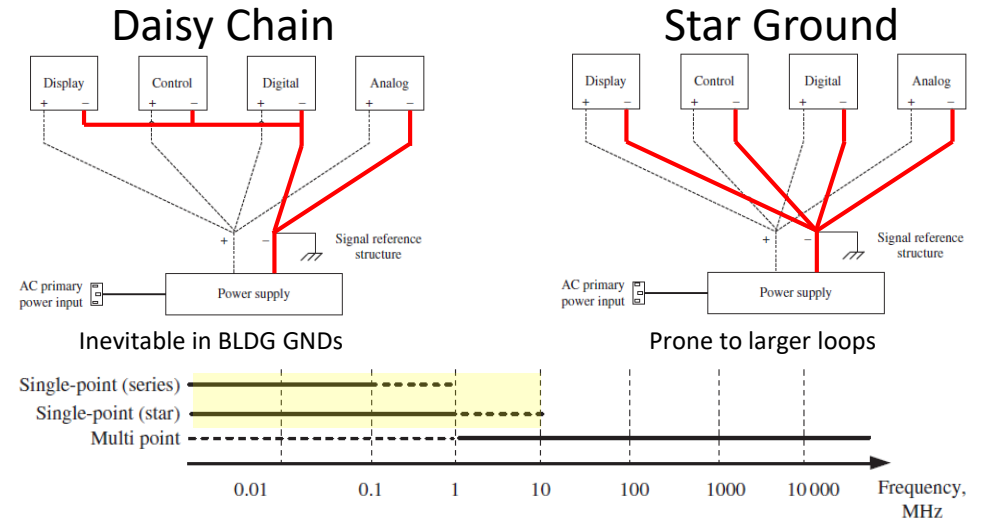 Daisy Chain
Display
Control
Digital
Analog
+ −
+ −
+ −
+ −
+
−
Signal reference
structure
AC primary
power input
Power supply
Inevitable in BLDG GNDs
Star Ground
Display
Control
Digital
Analog
+ −
+ −
+ −
+ −
+
−
Signal reference
structure
AC primary
power input
Power supply
Prone to larger loops
Single-point (series)
Single-point (star)
Multi point
0.01 0.1 1 10 100 1000 10 000 Frequency,
MHz